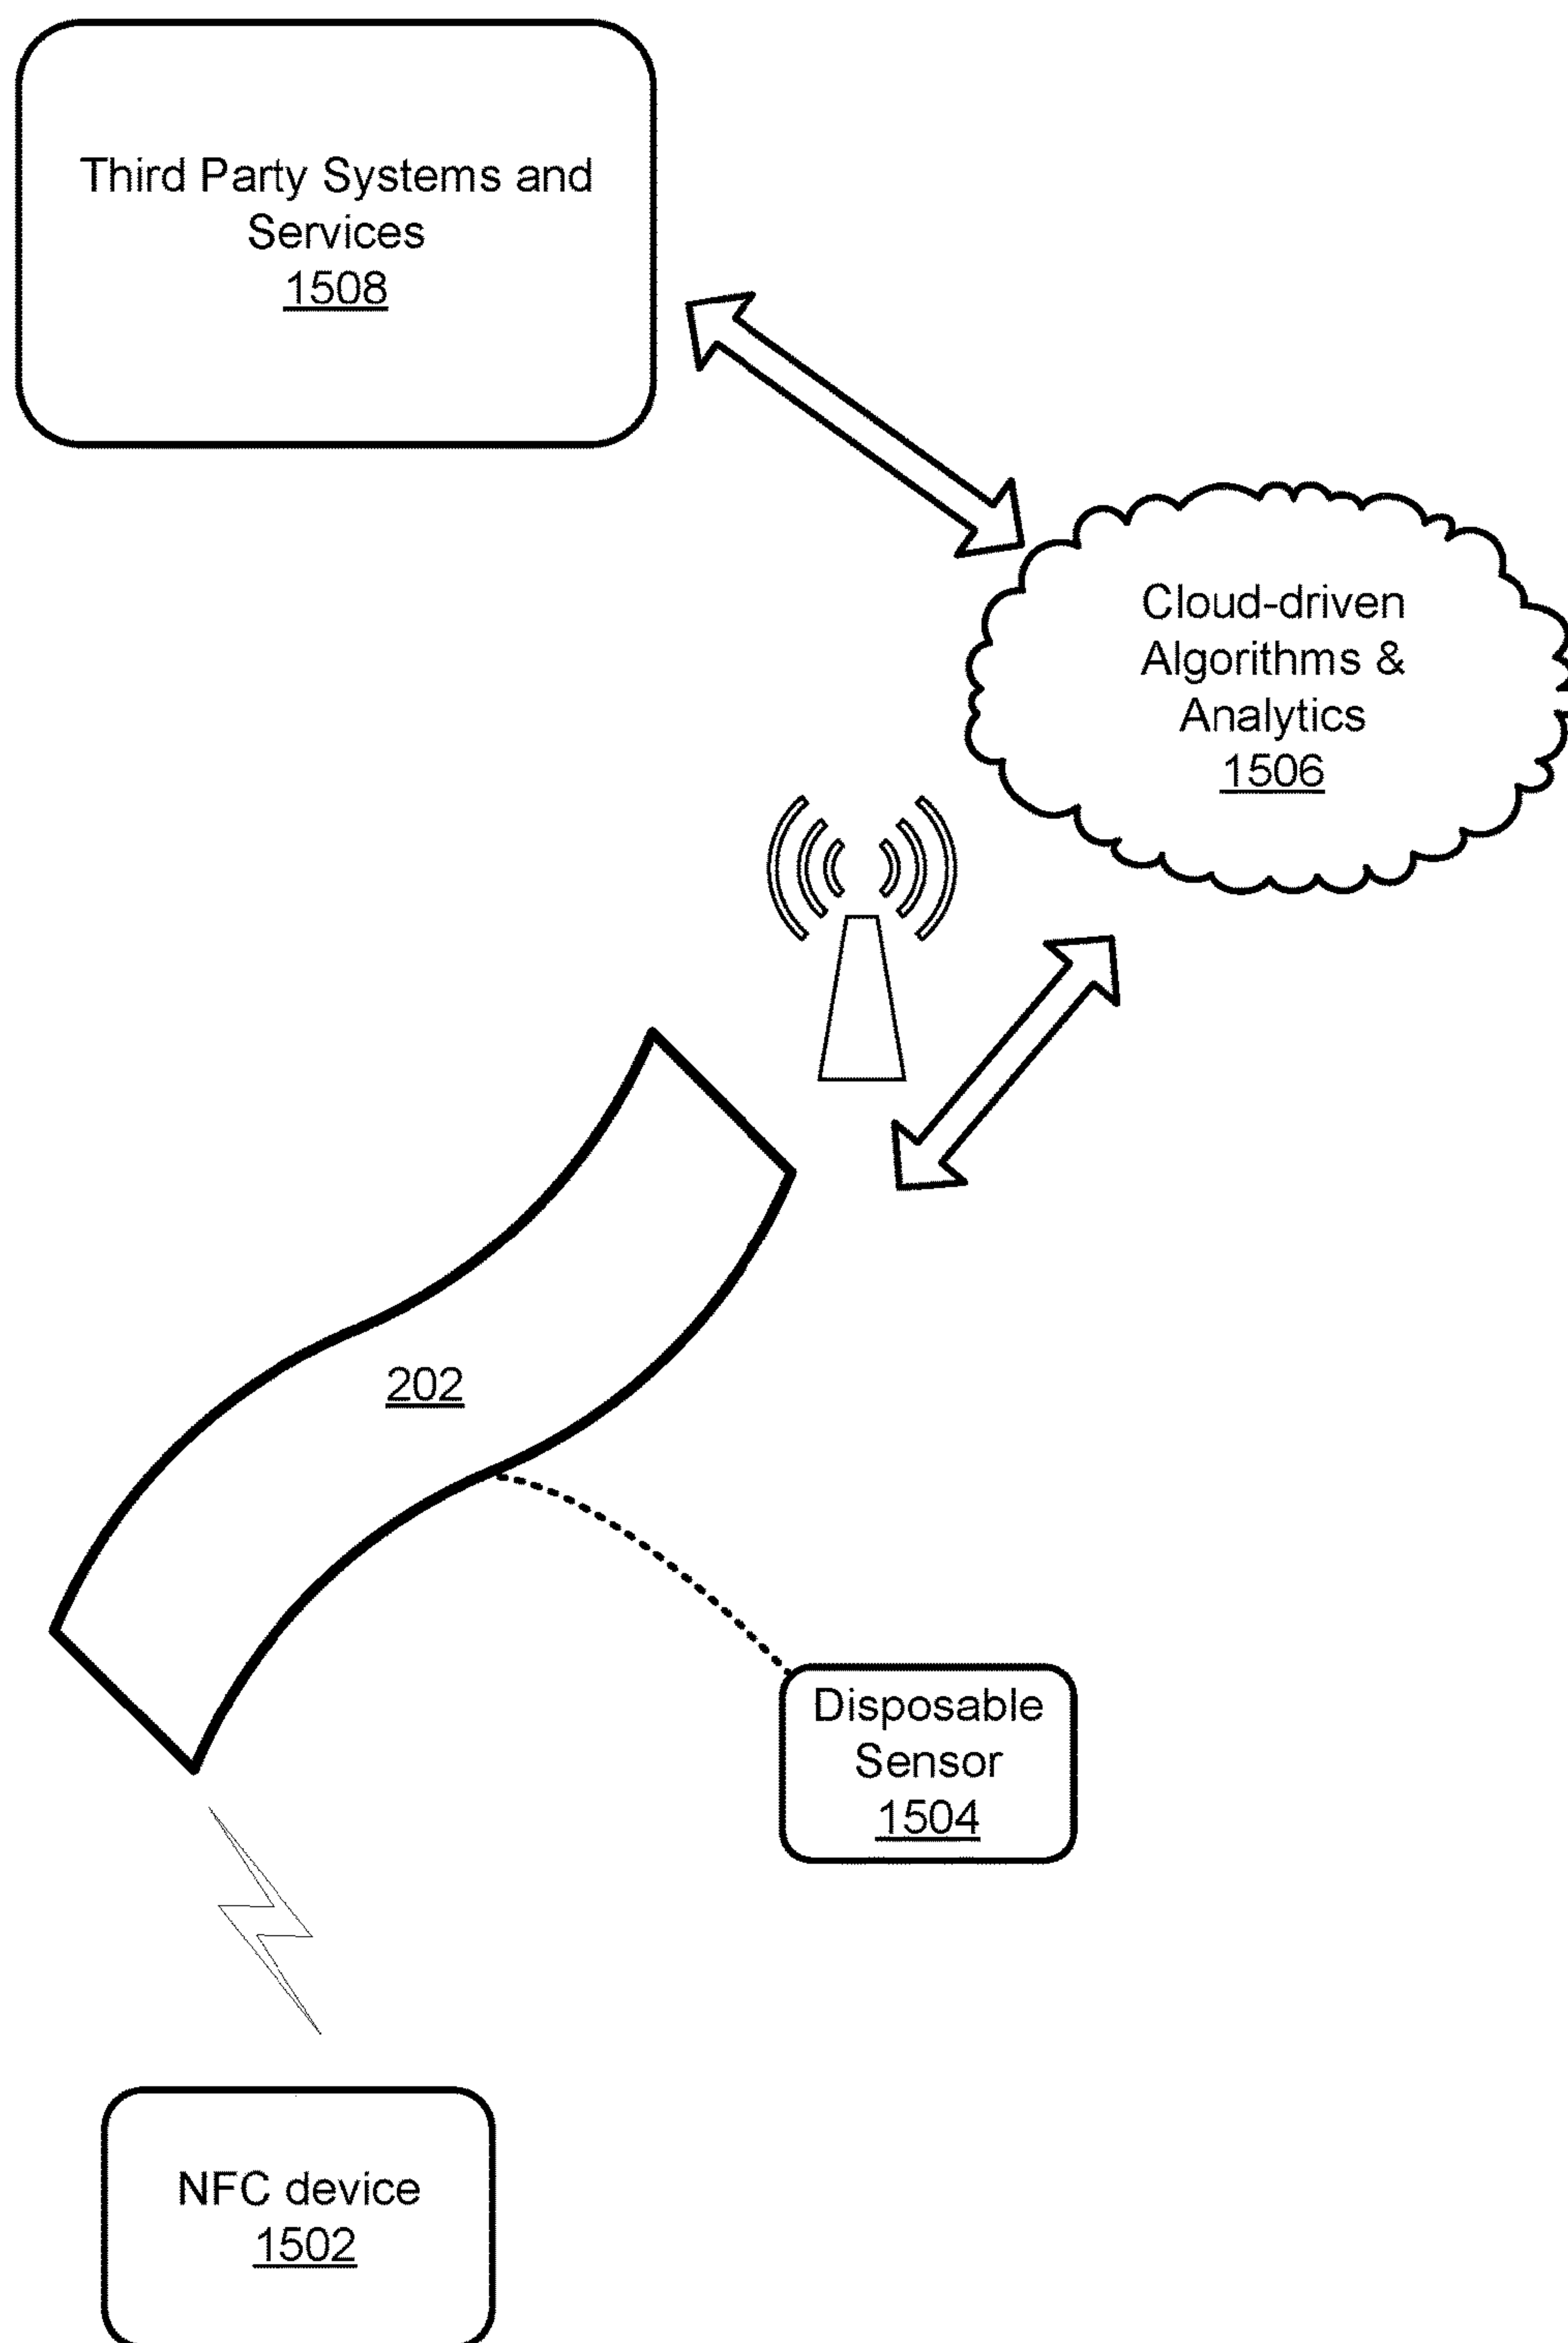 Third Party Systems and
Services
1508
Cloud-driven
Algorithms &
Analytics
1506
202
Disposable
Sensor
1504
NFC device
1502